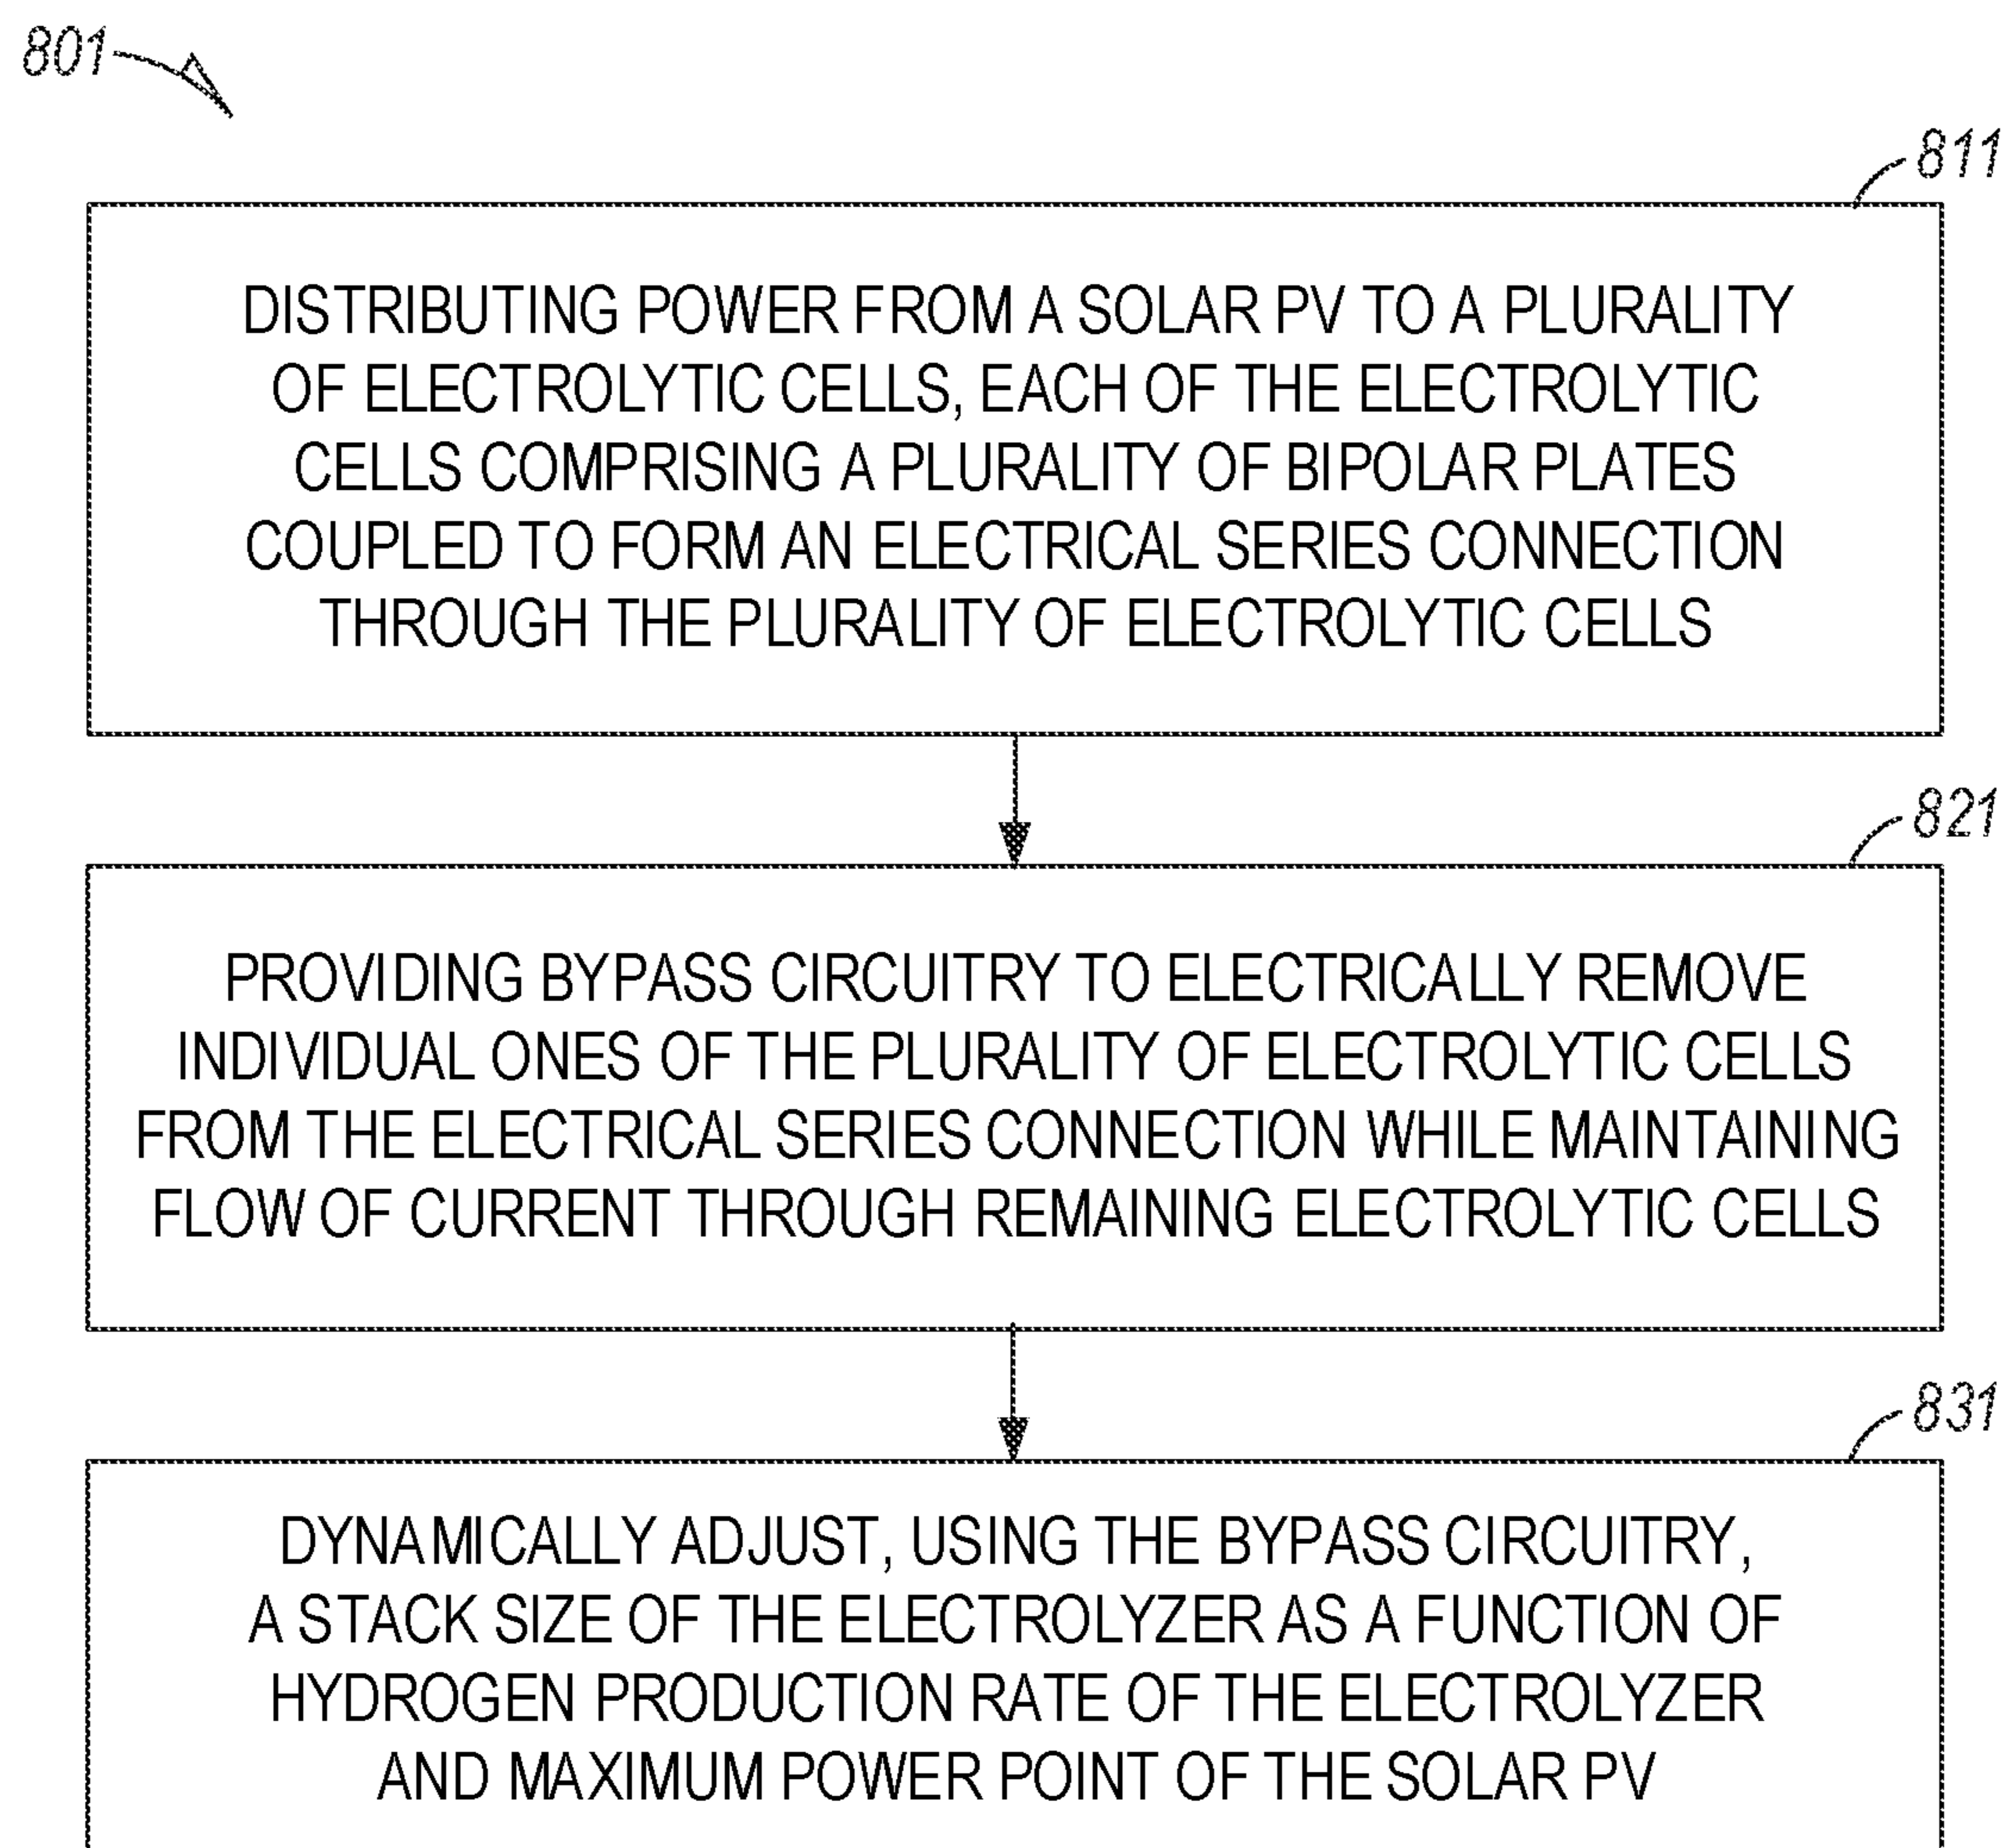 801
811
DISTRIBUTING POWER FROM A SOLAR PV TO A PLURALITY
OF ELECTROLYTIC CELLS, EACH OF THE ELECTROLYTIC
CELLS COMPRISING A PLURALITY OF BIPOLAR PLATES
COUPLED TO FORM AN ELECTRICAL SERIES CONNECTION
THROUGH THE PLURALITY OF ELECTROLYTIC CELLS
821
PROVIDING BYPASS CIRCUITRY TO ELECTRICALLY REMOVE
INDIVIDUAL ONES OF THE PLURALITY OF ELECTROLYTIC CELLS
FROM THE ELECTRICAL SERIES CONNECTION WHILE MAINTAINING
FLOW OF CURRENT THROUGH REMAINING ELECTROLYTIC CELLS
831
DYNAMICALLY ADJUST, USING THE BYPASS CIRCUITRY,
A STACK SIZE OF THE ELECTROLYZER AS A FUNCTION OF
HYDROGEN PRODUCTION RATE OF THE ELECTROLYZER
AND MAXIMUM POWER POINT OF THE SOLAR PV